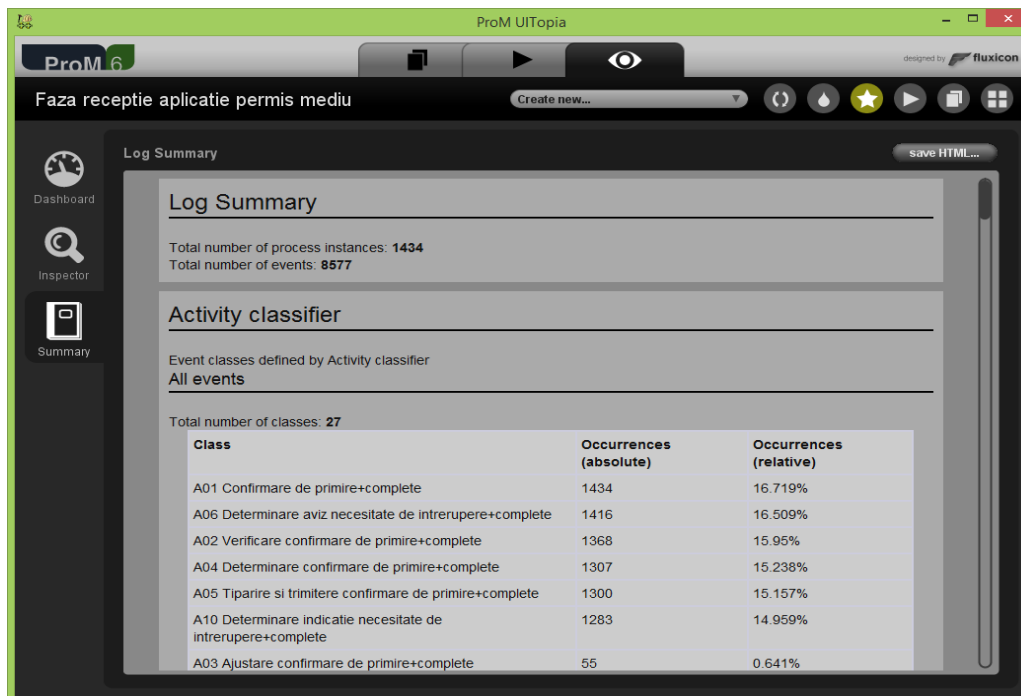 ProM UITopia
ProM 6
designed by fluxicon
Faza receptie aplicatie permis mediu
Create new...
Dashboard
Inspector
Summary
Log Summary
save HTML...
Log Summary
Total number of process instances: 1434
Total number of events: 8577
Activity classifier
Event classes defined by Activity classifier
All events
Total number of classes: 27
Class Occurrences (absolute) Occurrences (relative)
A01 Confirmare de primire+complete 1434 16.719%
A06 Determinare aviz necesitate de intrerupere+complete 1416 16.509%
A02 Verificare confirmare de primire+complete 1368 15.95%
A04 Determinare confirmare de primire+complete 1307 15.238%
A05 Tiparire si trimitere confirmare de primire+complete 1300 15.157%
A10 Determinare indicatie necesitate de 1283 14.959%
intrerupere+complete
A03 Ajustare confirmare de primire+complete 55 0.641%